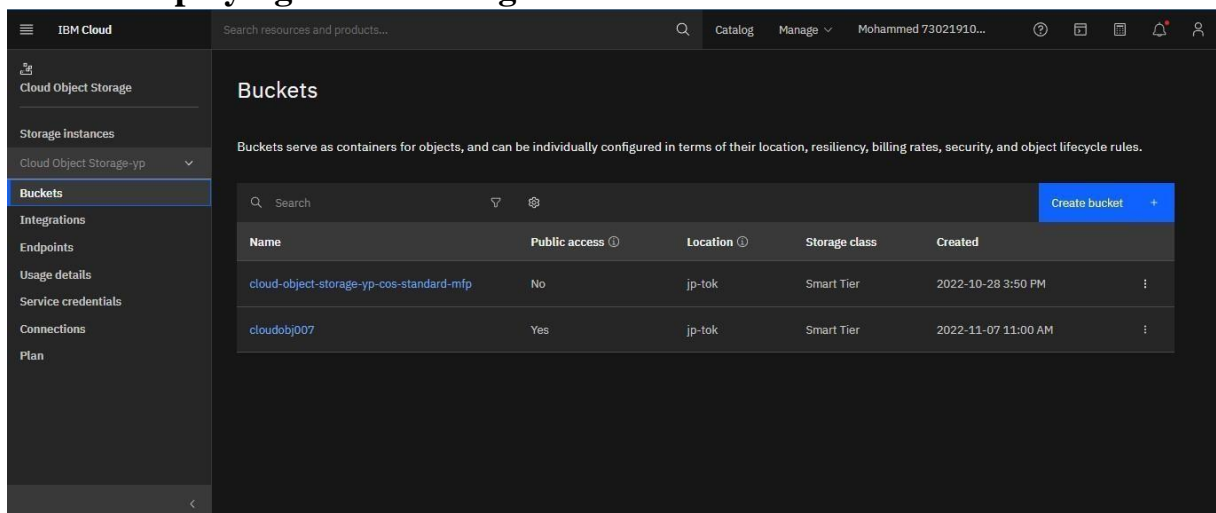 IBM Cloud
Search resources and products...
Catalog
Manage
Mohammed 73021910...
Cloud Object Storage
Storage instances
Cloud Object Storage-yp
Buckets
Integrations
Endpoints
Usage details
Service credentials
Connections
Plan
Buckets
Buckets serve as containers for objects, and can be individually configured in terms of their location, resiliency, billing rates, security, and object lifecycle rules.
Search
Create bucket +
Name Public access Location Storage class Created
cloud-object-storage-yp-cos-standard-mfp No jp-tok Smart Tier 2022-10-28 3:50 PM
cloudobj007 Yes jp-tok Smart Tier 2022-11-07 11:00 AM